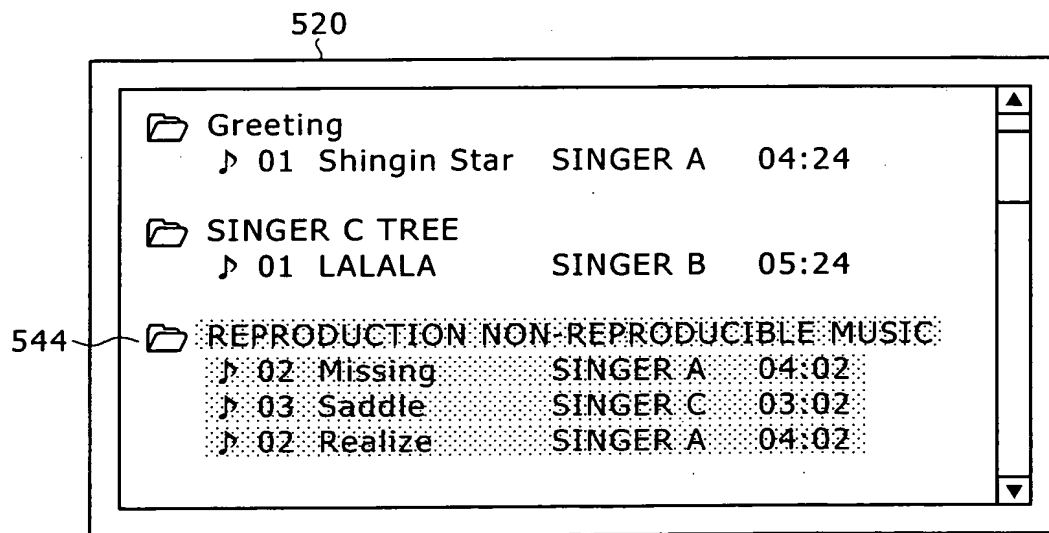 520
Greeting
♪ 01 Shingin Star SINGER A 04:24
SINGER C TREE
♪ 01 LALALA SINGER B 05:24
544
REPRODUCTION NON-REPRODUCIBLE MUSIC
♪ 02 Missing SINGER A 04:02
♪ 03 Saddle SINGER C 03:02
♪ 02 Realize SINGER A 04:02